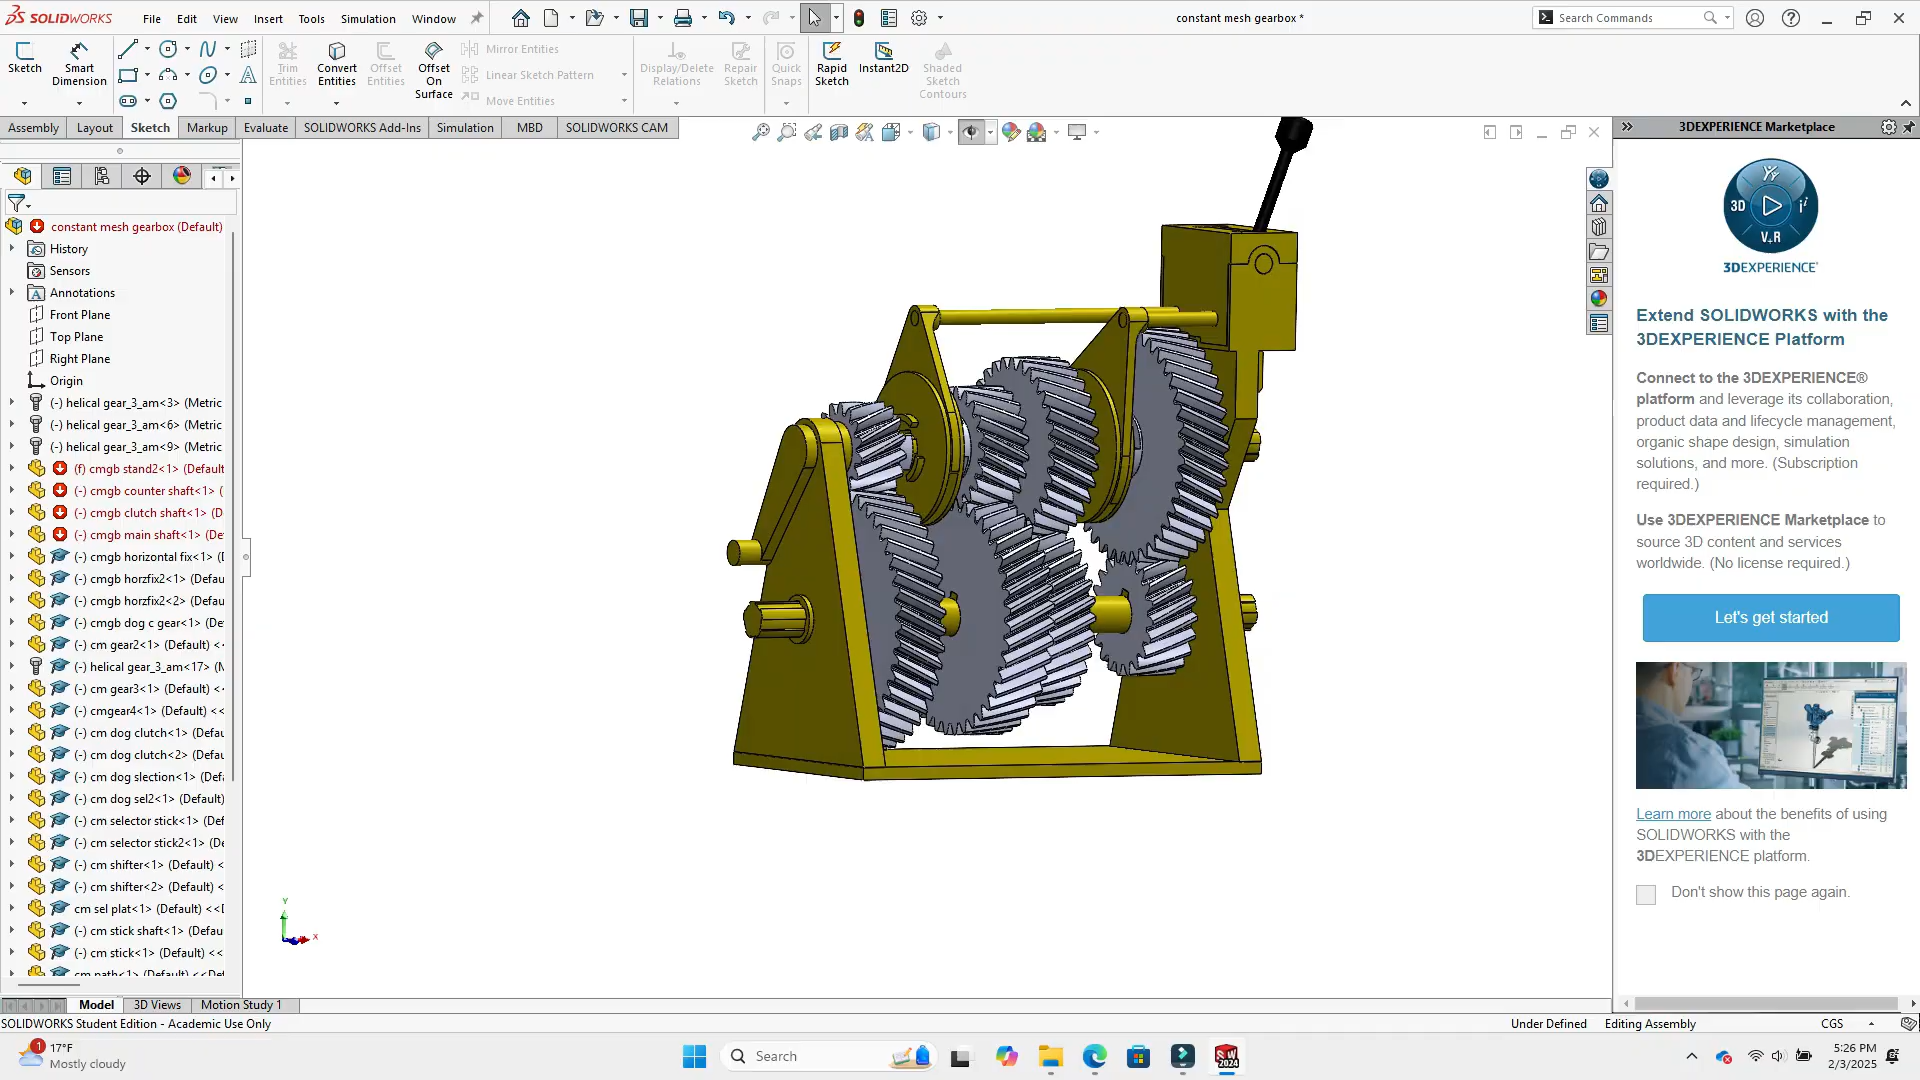 SOLIDWORKS
File Edit View Insert Tools Simulation Window
constant mesh gearbox *
Search Commands
Sketch
Smart Dimension
Trim Entities
Convert Entities
Offset Entities
Offset On Surface
Mirror Entities
Linear Sketch Pattern
Move Entities
Display/Delete Relations
Repair Sketch
Quick Snaps
Rapid Sketch
Instant2D
Shaded Sketch Contours
Assembly Layout Sketch Markup Evaluate SOLIDWORKS Add-Ins Simulation MBD SOLIDWORKS CAM
constant mesh gearbox (Default)
History
Sensors
Annotations
Front Plane
Top Plane
Right Plane
Origin
(-) helical gear_3_am<3> (Metric
(-) helical gear_3_am<6> (Metric
(-) helical gear_3_am<9> (Metric
(f) cmgb stand2<1> (Default
(-) cmgb counter shaft<1> (
(-) cmgb clutch shaft<1> (D
(-) cmgb main shaft<1> (De
(-) cmgb horizontal fix<1> (D
(-) cmgb horzfix2<1> (Defau
(-) cmgb horzfix2<2> (Defau
(-) cmgb dog c gear<1> (De
(-) cm gear2<1> (Default) <<
(-) helical gear_3_am<17> (M
(-) cm gear3<1> (Default) <<
(-) cmgear4<1> (Default) <<
(-) cm dog clutch<1> (Defau
(-) cm dog clutch<2> (Defau
(-) cm dog slection<1> (Defa
(-) cm dog sel2<1> (Default)
(-) cm selector stick<1> (Def
(-) cm selector stick2<1> (De
(-) cm shifter<1> (Default) <
(-) cm shifter<2> (Default) <
cm sel plat<1> (Default) <<D
(-) cm stick shaft<1> (Defau
(-) cm stick<1> (Default) <<
cm path<1> (Default) <<Def
Y
X
3DEXPERIENCE Marketplace
3D
V+R
3DEXPERIENCE
Extend SOLIDWORKS with the
3DEXPERIENCE Platform
Connect to the 3DEXPERIENCE®
platform and leverage its collaboration,
product data and lifecycle management,
organic shape design, simulation
solutions, and more. (Subscription
required.)
Use 3DEXPERIENCE Marketplace to
source 3D content and services
worldwide. (No license required.)
Let's get started
Learn more about the benefits of using
SOLIDWORKS with the
3DEXPERIENCE platform.
Don't show this page again.
Model 3D Views Motion Study 1
SOLIDWORKS Student Edition - Academic Use Only
Under Defined Editing Assembly CGS
1
17°F
Mostly cloudy
Search
2024
5:26 PM
2/3/2025